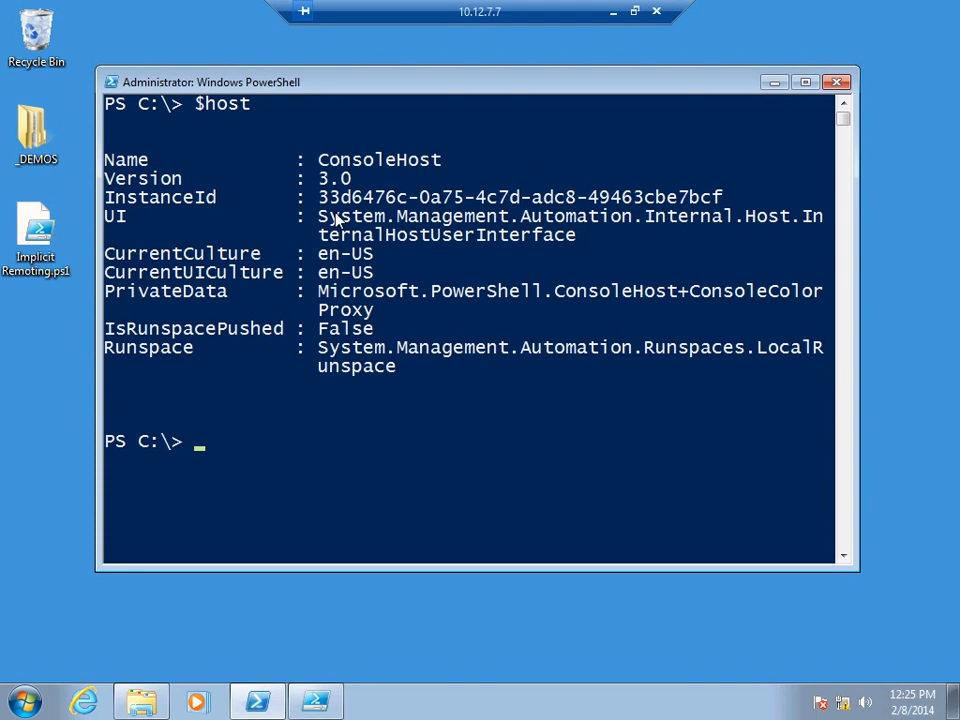 10.12.7.7
Recycle Bin
_DEMOS
Implicit
Remoting.ps1
Administrator: Windows PowerShell
PS C:\> $host
Name : ConsoleHost
Version : 3.0
InstanceId : 33d6476c-0a75-4c7d-adc8-49463cbe7bcf
UI : System.Management.Automation.Internal.Host.In
ternalHostUserInterface
CurrentCulture : en-US
CurrentUICulture : en-US
PrivateData : Microsoft.PowerShell.ConsoleHost+ConsoleColor
Proxy
IsRunspacePushed : False
Runspace : System.Management.Automation.Runspaces.LocalR
unspace
PS C:\> _
12:25 PM
2/8/2014